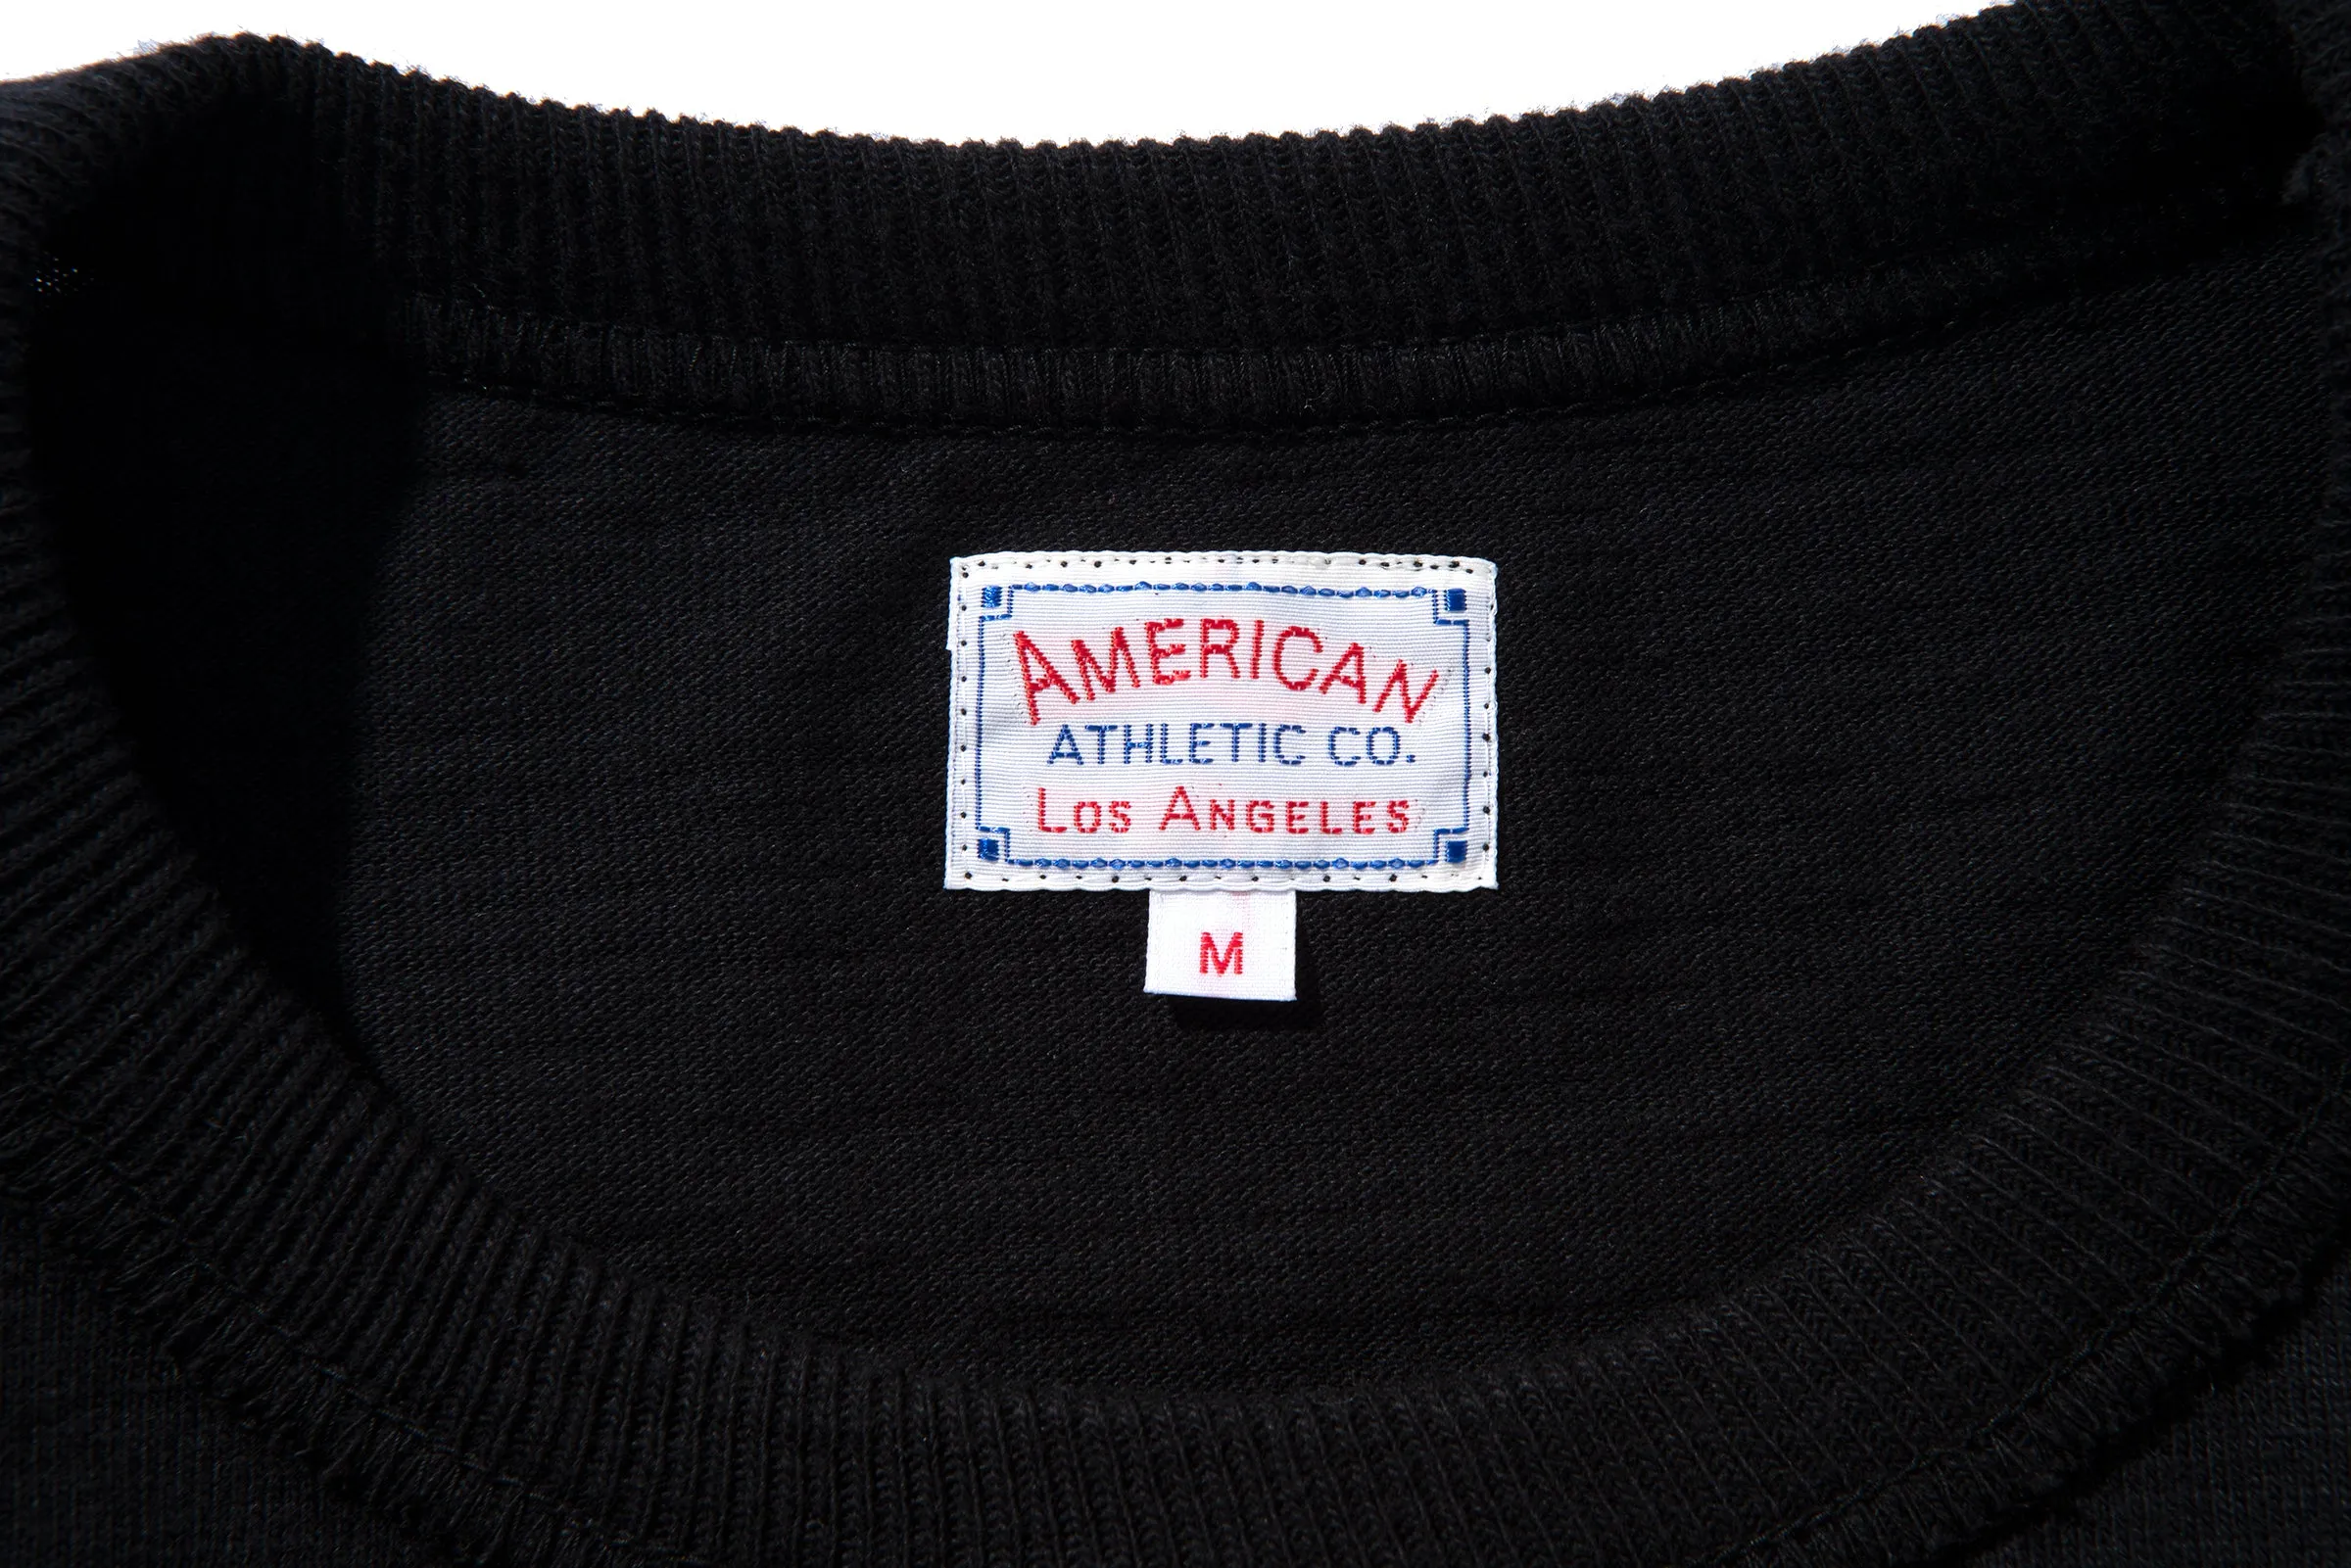 AMERICAN
ATHLETIC CO.
LOS ANGELES
M